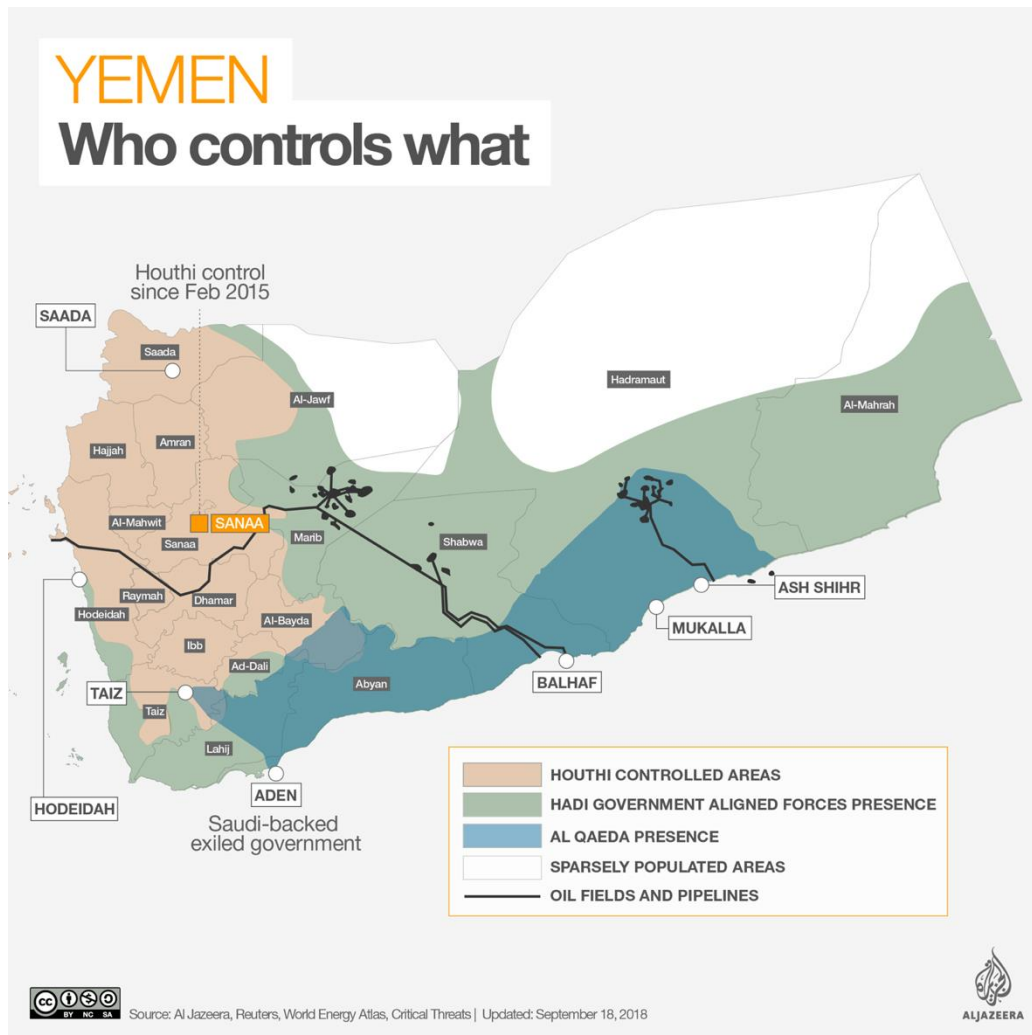 YEMEN
Who controls what
Houthi control
since Feb 2015
SAADA
Saada
Al-Jawf
Hadramaut
Al-Mahrah
Hajjah
Amran
Al-Mahwit
SANAA
Sanaa
Marib
Shabwa
Raymah
Dhamar
Hodeidah
Al-Bayda
Ibb
Ad-Dali
Abyan
ASH SHIHR
MUKALLA
BALHAF
TAIZ
Taiz
Lahij
HODEIDAH
ADEN
Saudi-backed
exiled government
HOUTHI CONTROLLED AREAS
HADI GOVERNMENT ALIGNED FORCES PRESENCE
AL QAEDA PRESENCE
SPARSELY POPULATED AREAS
OIL FIELDS AND PIPELINES
cc BY NC SA
Source: Al Jazeera, Reuters, World Energy Atlas, Critical Threats | Updated: September 18, 2018
ALJAZEERA